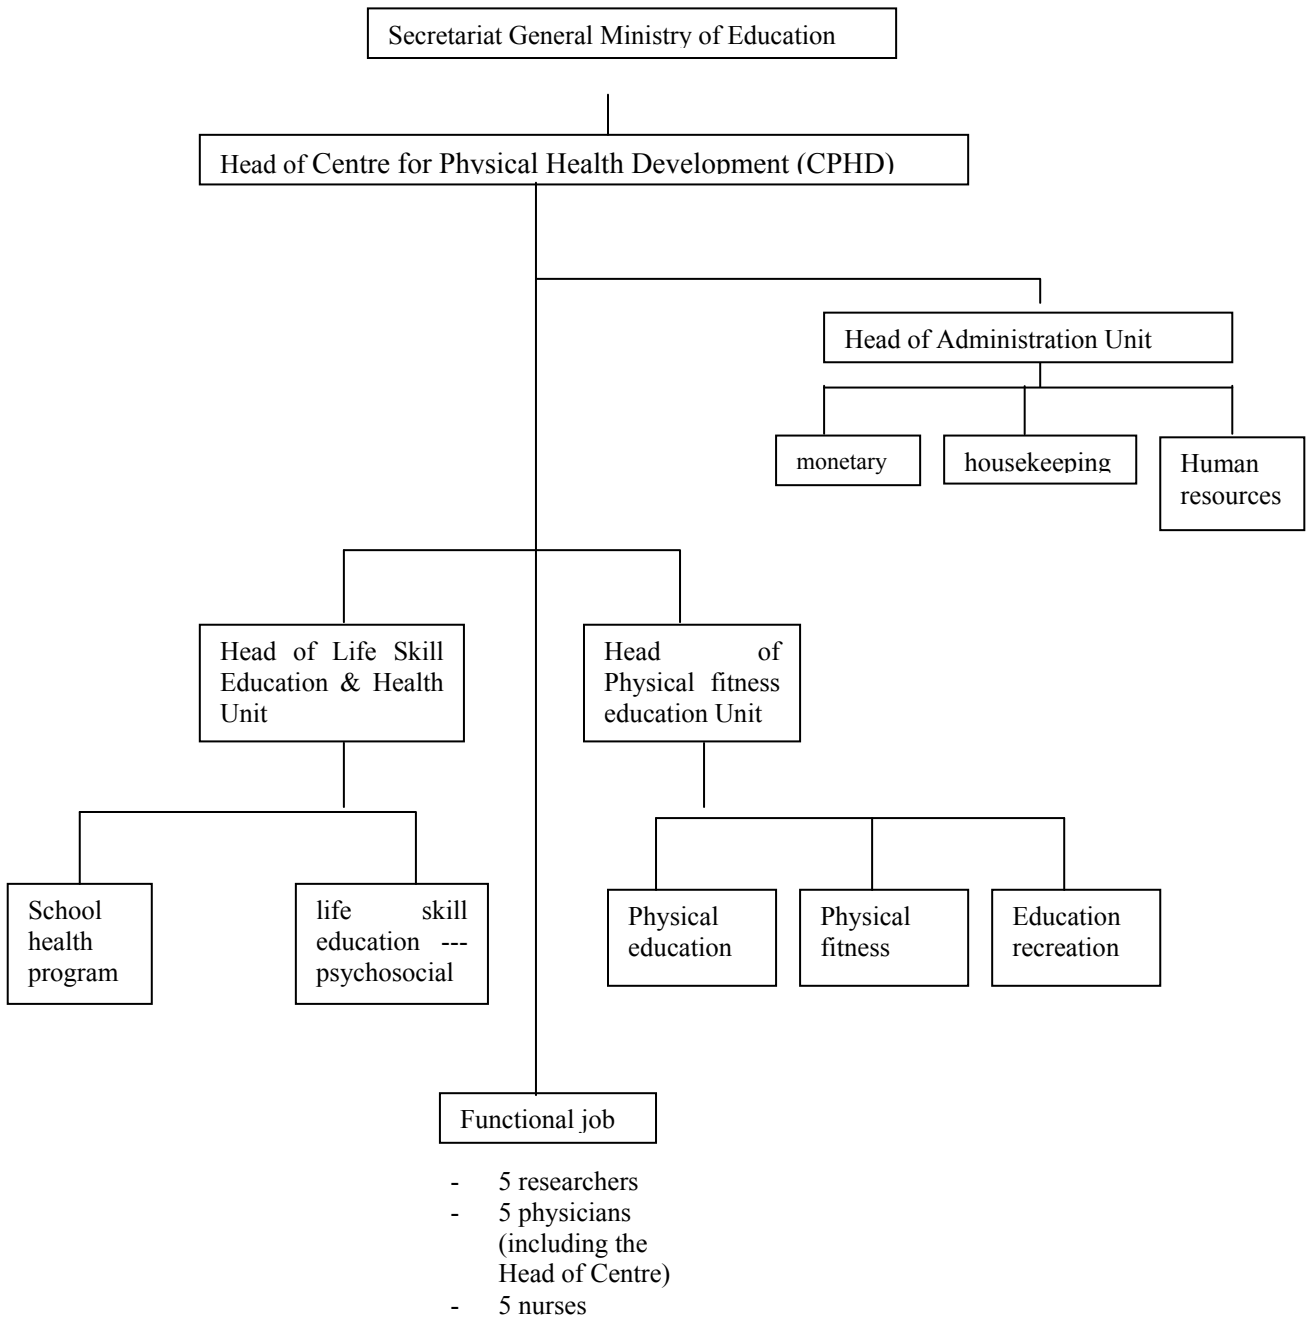 Secretariat General Ministry of Education
Head of Centre for Physical Health Development (CPHD)
Head of Administration Unit
monetary
housekeeping
Human
resources
Head of Life Skill
Education & Health
Unit
Head of
Physical fitness
education Unit
School
health
program
life skill
education ---
psychosocial
Physical
education
Physical
fitness
Education
recreation
Functional job
- 5 researchers
- 5 physicians
(including the
Head of Centre)
- 5 nurses